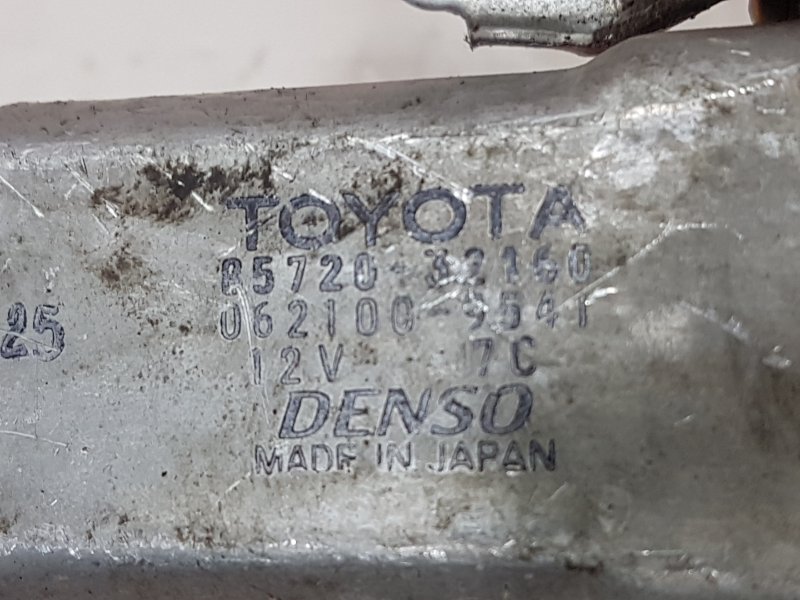 TOYOTA
85720-32160
062100-9541
25
12V 7C
DENSO
MADE IN JAPAN